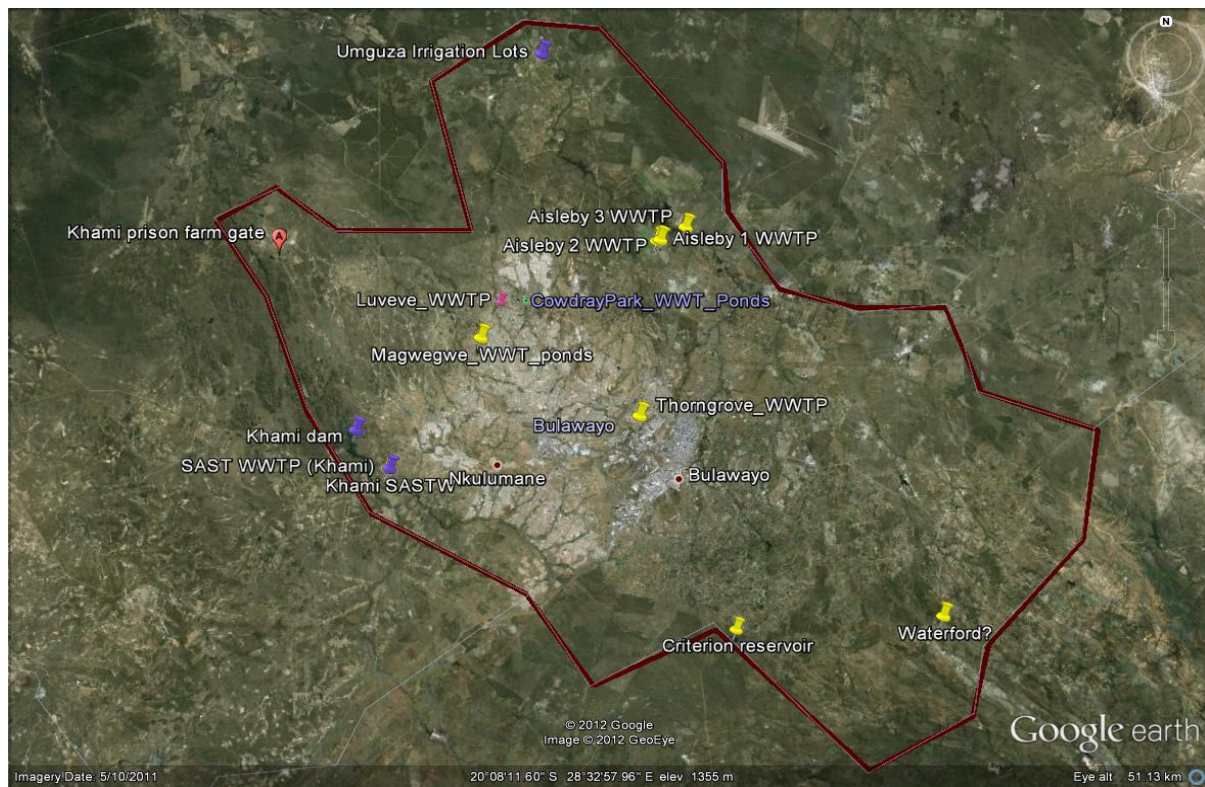 N
Umguza Irrigation Lots
Aisleby 3 WWTP
Khami prison farm gate
A
Aisleby 1 WWTP
Aisleby 2 WWTP
Luveve_WWTP
CowdrayPark_WWT_Ponds
Magwegwe_WWT_ponds
Thorngrove_WWTP
Bulawayo
Khami dam
SAST WWTP (Khami)
Khami SASTW
Nkulumane
Bulawayo
Waterford?
Criterion reservoir
© 2012 Google
Image © 2012 GeoEye
Google earth
Imagery Date: 5/10/2011
20°08'11.60" S 28°32'57.96" E elev 1355 m
Eye alt 51.13 km